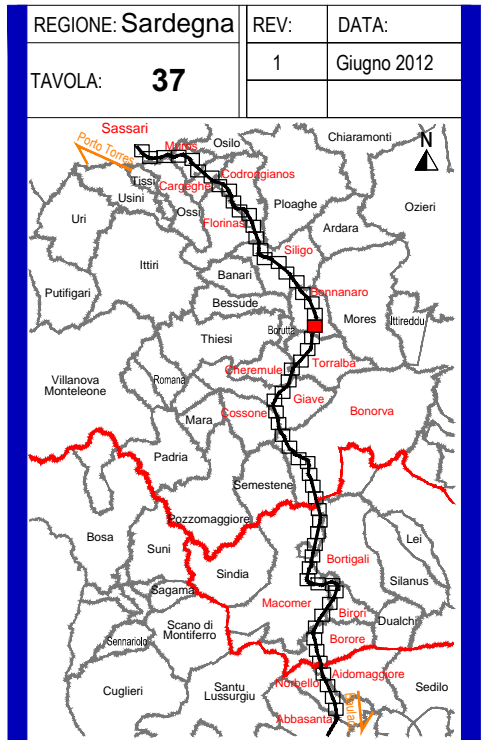 REGIONE: Sardegna
REV:
DATA:
TAVOLA: 37
1
Giugno 2012
Sassari
Porto Torres
Muros
Osilo
Chiaramonti
N
Tissi
Cargeghe
Codrongianos
Usini
Ossi
Ploaghe
Ozieri
Uri
Florinas
Ardara
Siligo
Ittiri
Banari
Putifigari
Bessude
Bonnanaro
Borutta
Mores
Ittireddu
Thiesi
Torralba
Cheremule
Villanova
Monteleone
Romana
Giave
Cossone
Bonorva
Mara
Padria
Semestene
Pozzomaggiore
Bosa
Suni
Lei
Bortigali
Sindia
Silanus
Sagama
Macomer
Birori
Dualchi
Scano di
Montiferro
Sennariolo
Borore
Aidomaggiore
Norbello
Sedilo
Cuglieri
Santu
Lussurgiu
Abbasanta